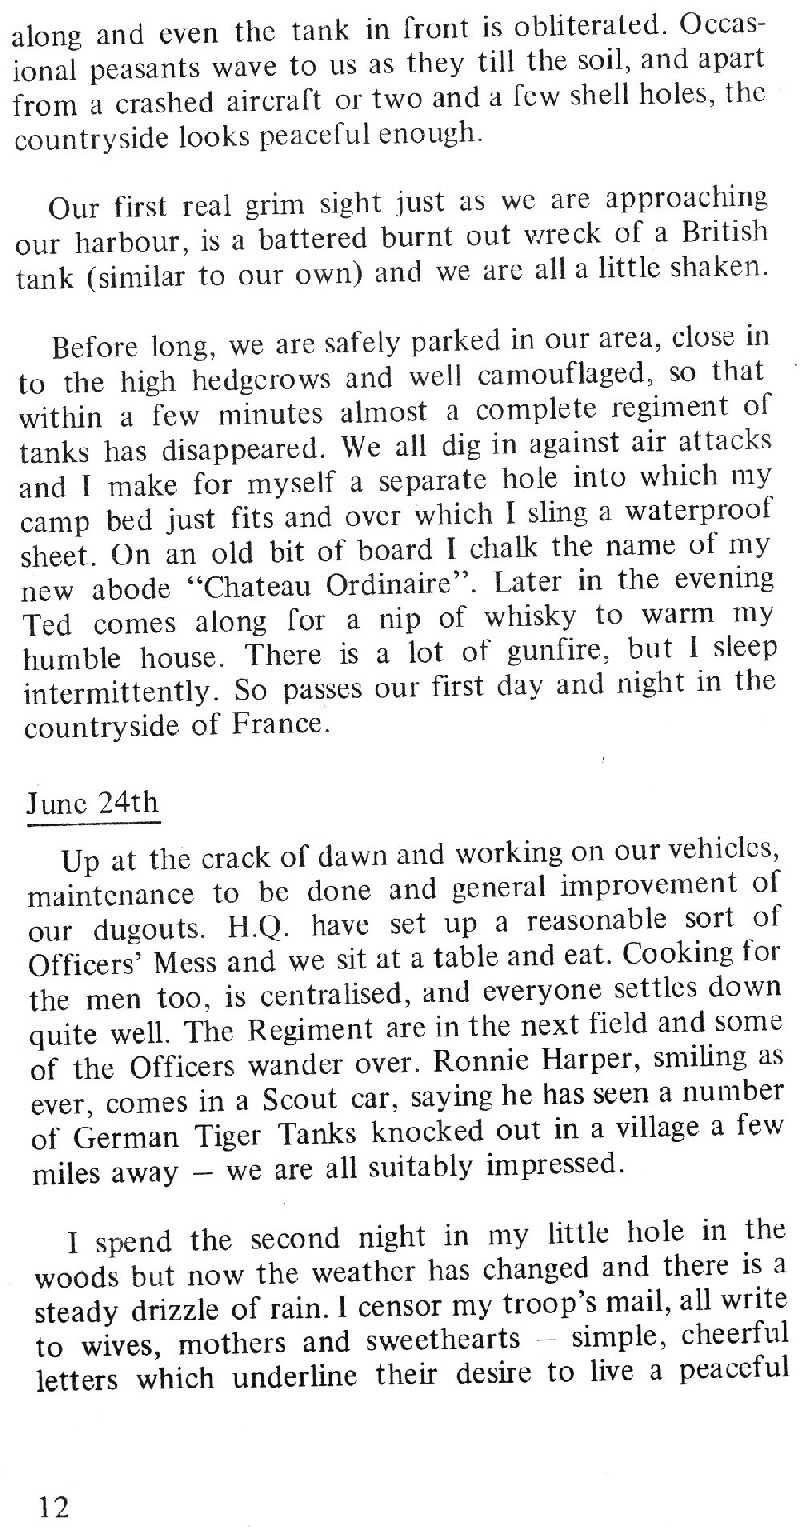 along and even the tank in front is obliterated. Occas-
ional peasants wave to us as they till the soil, and apart
from a crashed aircraft or two and a few shell holes, the
countryside looks peaceful enough.
Our first real grim sight just as we are approaching
our harbour, is a battered burnt out wreck of a British
tank (similar to our own) and we are all a little shaken.
Before long, we are safely parked in our area, close in
to the high hedgerows and well camouflaged, so that
within a few minutes almost a complete regiment of
tanks has disappeared. We all dig in against air attacks
and I make for myself a separate hole into which my
camp bed just fits and over which I sling a waterproof
sheet. On an old bit of board I chalk the name of my
new abode “Chateau Ordinaire”. Later in the evening
Ted comes along for a nip of whisky to warm my
humble house. There is a lot of gunfire, but I sleep
intermittently. So passes our first day and night in the
countryside of France.
June 24th
Up at the crack of dawn and working on our vehicles,
maintenance to be done and general improvement of
our dugouts. H.Q. have set up a reasonable sort of
Officers’ Mess and we sit at a table and eat. Cooking for
the men too, is centralised, and everyone settles down
quite well. The Regiment are in the next field and some
of the Officers wander over. Ronnie Harper, smiling as
ever, comes in a Scout car, saying he has seen a number
of German Tiger Tanks knocked out in a village a few
miles away — we are all suitably impressed.
I spend the second night in my little hole in the
woods but now the weather has changed and there is a
steady drizzle of rain. I censor my troop’s mail, all write
to wives, mothers and sweethearts — simple, cheerful
letters which underline their desire to live a peaceful
12